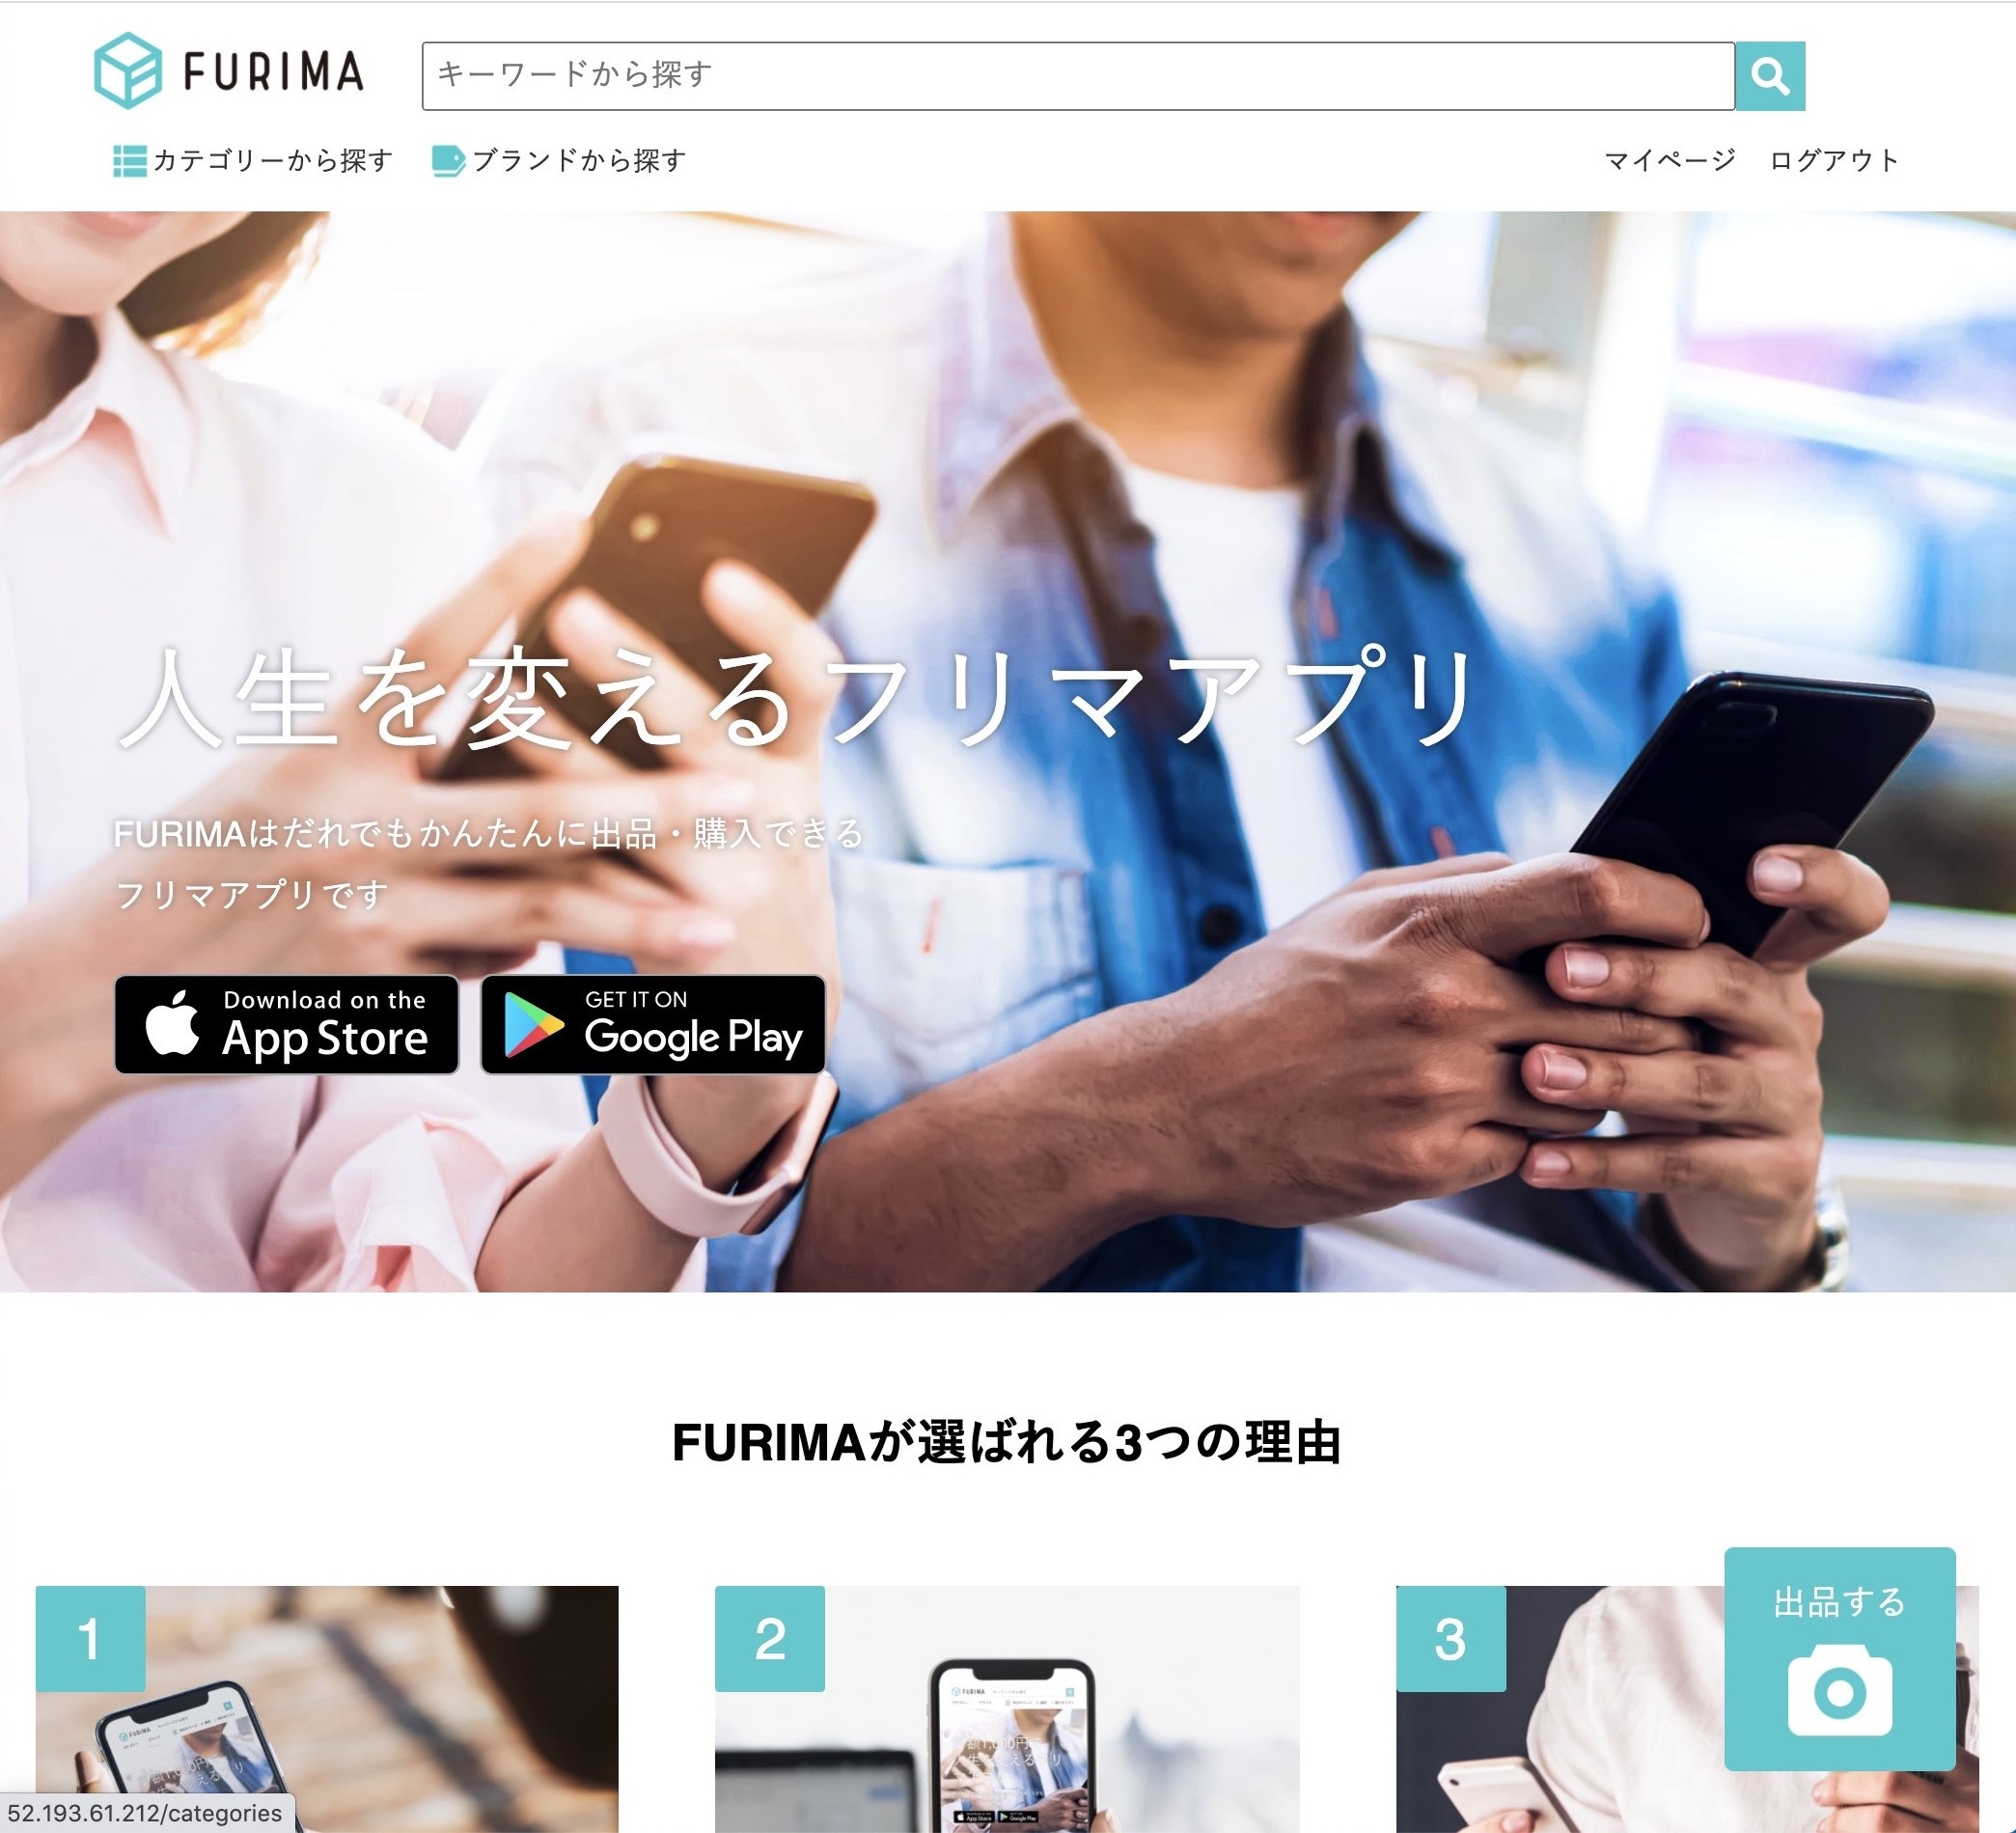 FURIMA
キーワードから探す
カテゴリーから探す
ブランドから探す
マイページ
ログアウト
人生を変えるフリマアプリ
FURIMAはだれでもかんたんに出品・購入できる
フリマアプリです
Download on the
App Store
GET IT ON
Google Play
FURIMAが選ばれる3つの理由
1
2
3
出品する
FURIMA
FURIMA
52.193.61.212/categories